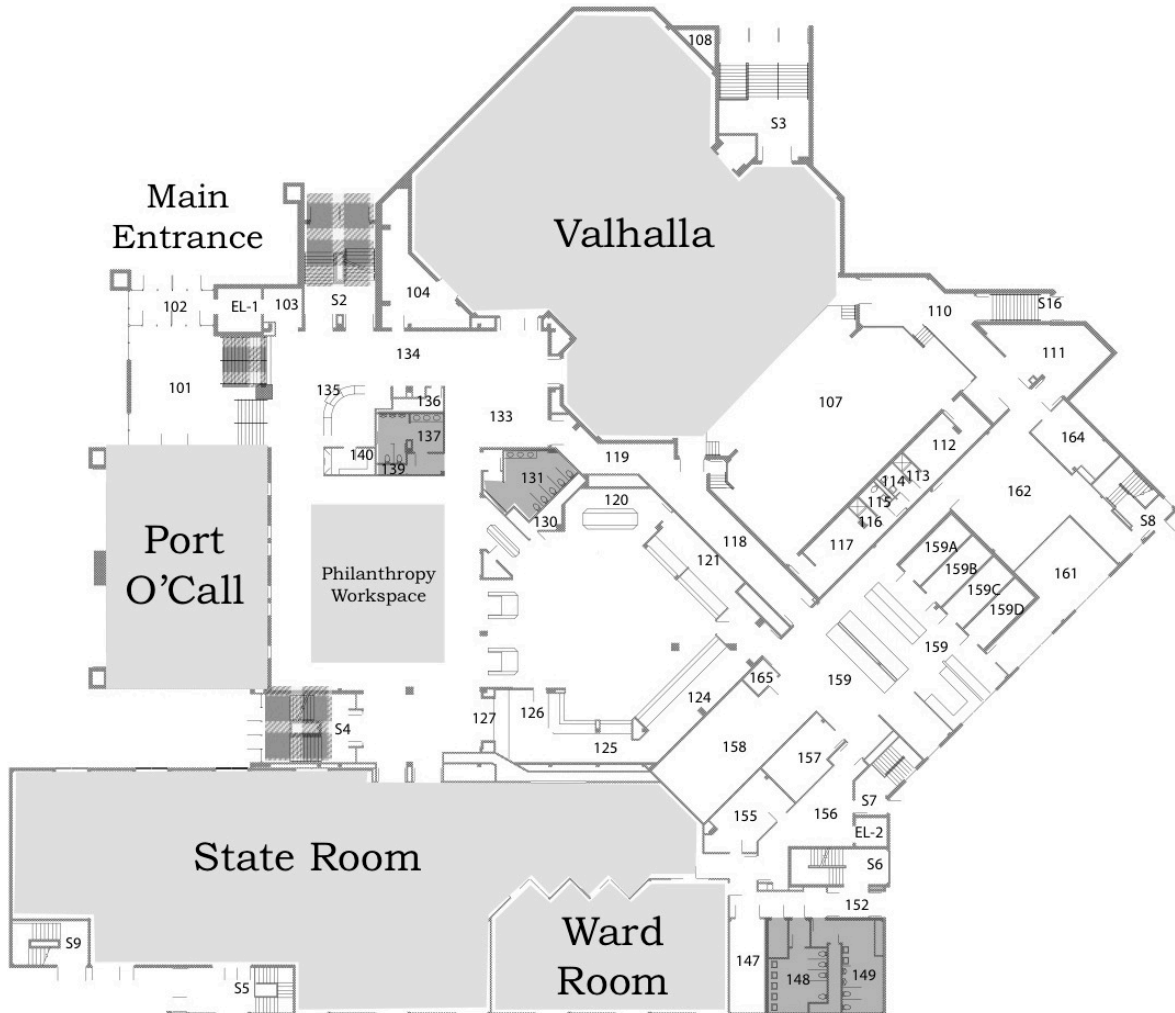 108
S3
Main
Entrance
Valhalla
EL-1
103
S2
104
102
110
S16
111
134
101
135
136
107
133
137
112
164
140
139
119
131
114
113
162
120
115
130
116
S8
118
117
121
159A
Port
O'Call
Philanthropy
Workspace
159B
161
159C
159D
159
165
159
124
127
126
S4
125
158
157
S7
155
156
EL-2
State Room
S6
152
Ward
Room
S9
147
148
149
S5